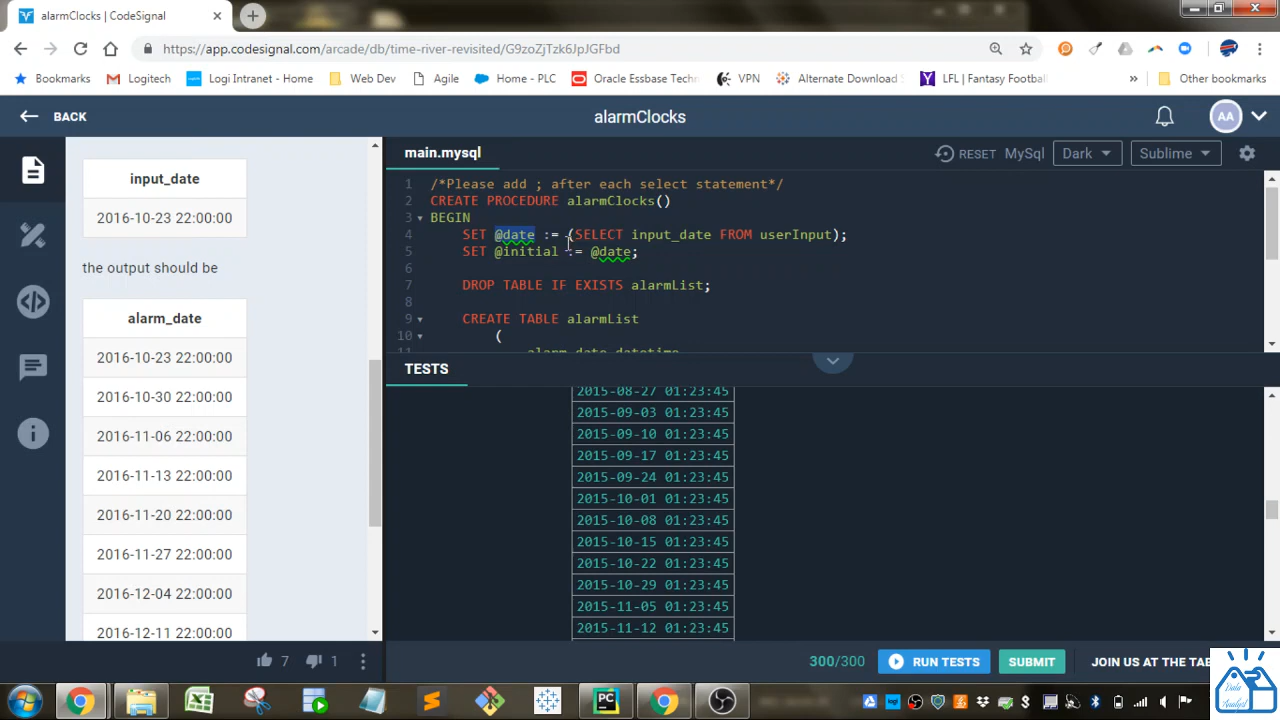 alarmClocks | CodeSignal
https://app.codesignal.com/arcade/db/time-river-revisited/G9zoZjTzk6JpJGFbd
Bookmarks
Logitech
Logi Intranet - Home
Web Dev
Agile
Home - PLC
Oracle Essbase Techn
VPN
Alternate Download S
LFL | Fantasy Football
»
Other bookmarks
BACK
alarmClocks
AA
input_date
2016-10-23 22:00:00
the output should be
alarm_date
2016-10-23 22:00:00
2016-10-30 22:00:00
2016-11-06 22:00:00
2016-11-13 22:00:00
2016-11-20 22:00:00
2016-11-27 22:00:00
2016-12-04 22:00:00
2016-12-11 22:00:00
7
1
main.mysql
RESET
MySql
Dark
Sublime
1 /*Please add ; after each select statement*/
2 CREATE PROCEDURE alarmClocks()
3 BEGIN
4 SET @date := (SELECT input_date FROM userInput);
5 SET @initial := @date;
6
7 DROP TABLE IF EXISTS alarmList;
8
9 CREATE TABLE alarmList
10 (
11 alarm_date datetime
TESTS
2015-08-27 01:23:45
2015-09-03 01:23:45
2015-09-10 01:23:45
2015-09-17 01:23:45
2015-09-24 01:23:45
2015-10-01 01:23:45
2015-10-08 01:23:45
2015-10-15 01:23:45
2015-10-22 01:23:45
2015-10-29 01:23:45
2015-11-05 01:23:45
2015-11-12 01:23:45
300/300
RUN TESTS
SUBMIT
JOIN US AT THE TA
PC
Data
Analyst